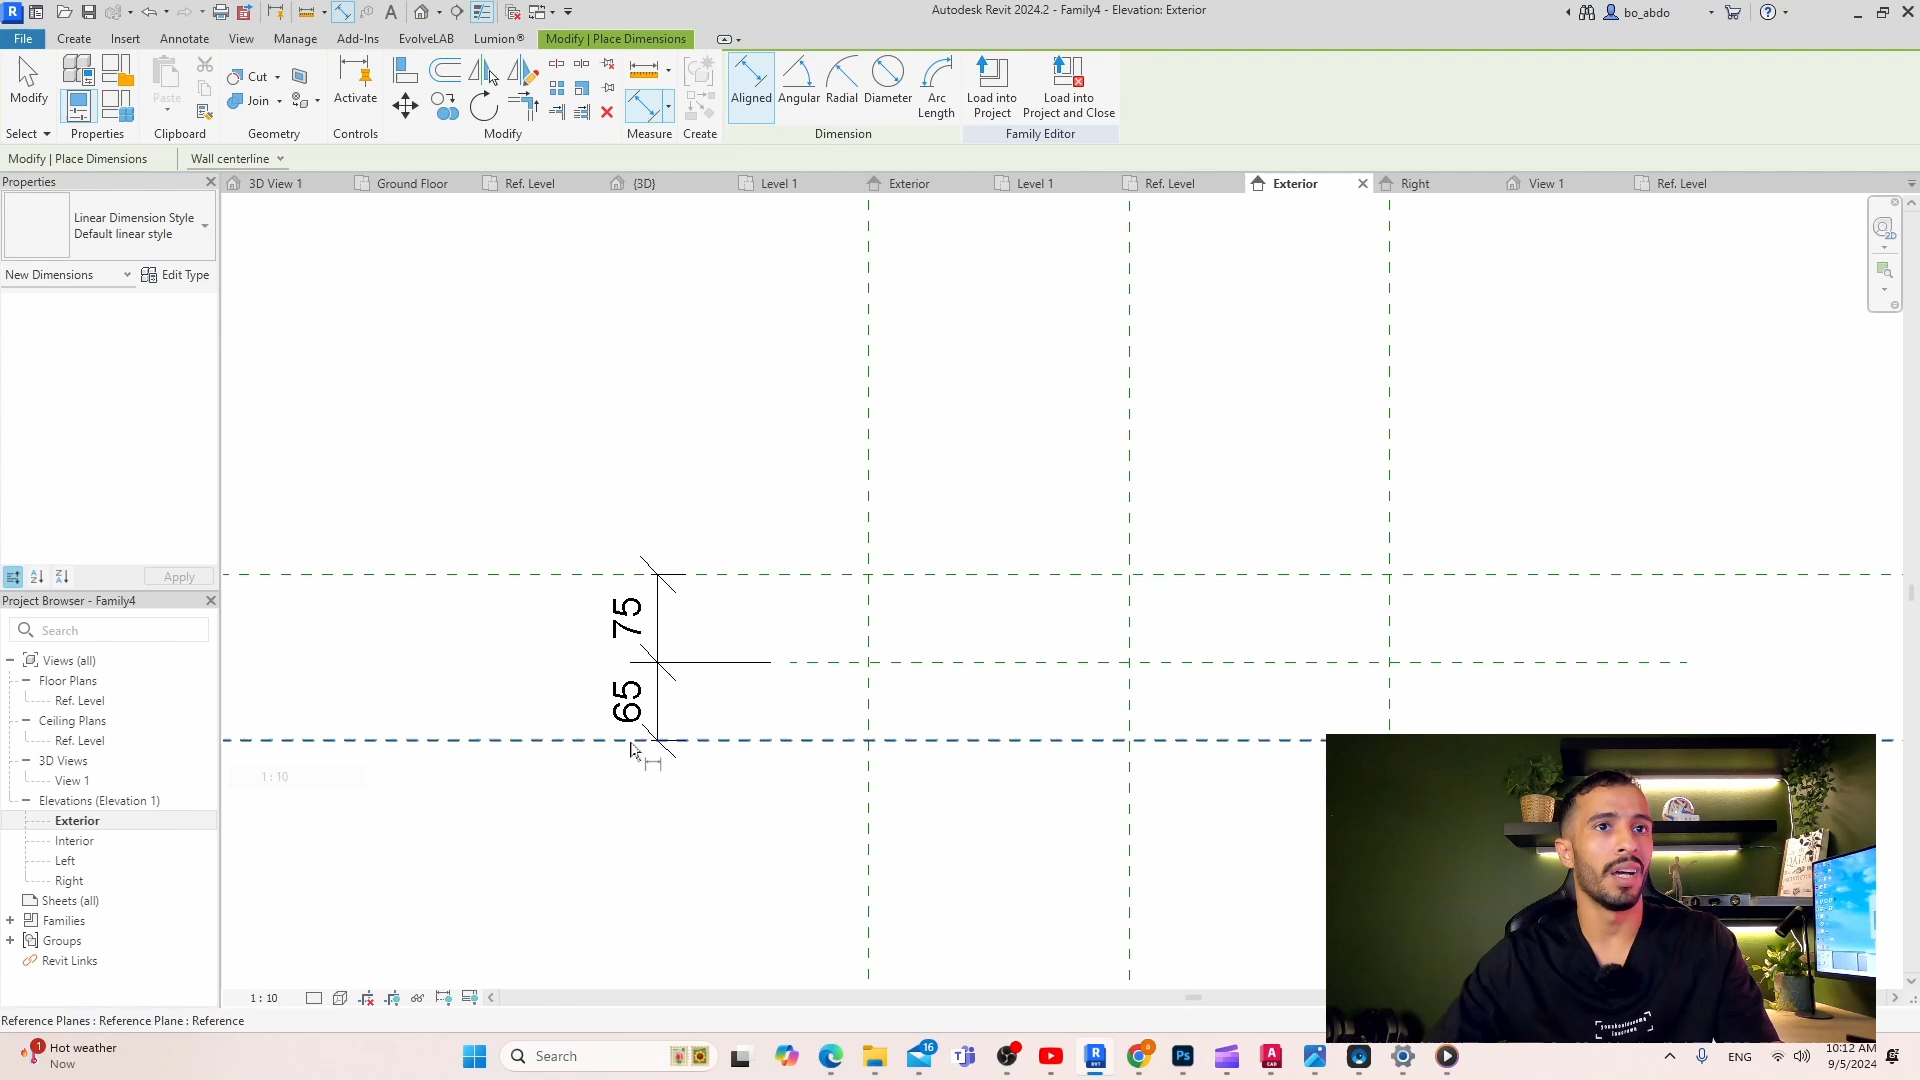 Autodesk Revit 2024.2 - Family4 - Elevation: Exterior
bo_abdo
File Create Insert Annotate View Manage Add-Ins EvolveLAB Lumion® Modify | Place Dimensions
Modify
Paste
Cut
Join
Activate
Aligned Angular Radial Diameter Arc Length
Load into Project
Load into Project and Close
Select Properties Clipboard Geometry Controls Modify Measure Create Dimension Family Editor
Modify | Place Dimensions Wall centerline
Properties
3D View 1 Ground Floor Ref. Level {3D} Level 1 Exterior Level 1 Ref. Level Exterior Right View 1 Ref. Level
Linear Dimension Style
Default linear style
New Dimensions Edit Type
2D
Apply
75
65
1 : 10
Project Browser - Family4
Search
Views (all)
Floor Plans
Ref. Level
Ceiling Plans
Ref. Level
3D Views
View 1
Elevations (Elevation 1)
Exterior
Interior
Left
Right
Sheets (all)
Families
Groups
Revit Links
1 : 10
Reference Planes : Reference Plane : Reference
Hot weather
Now
Search
16
ENG
10:12 AM
9/5/2024